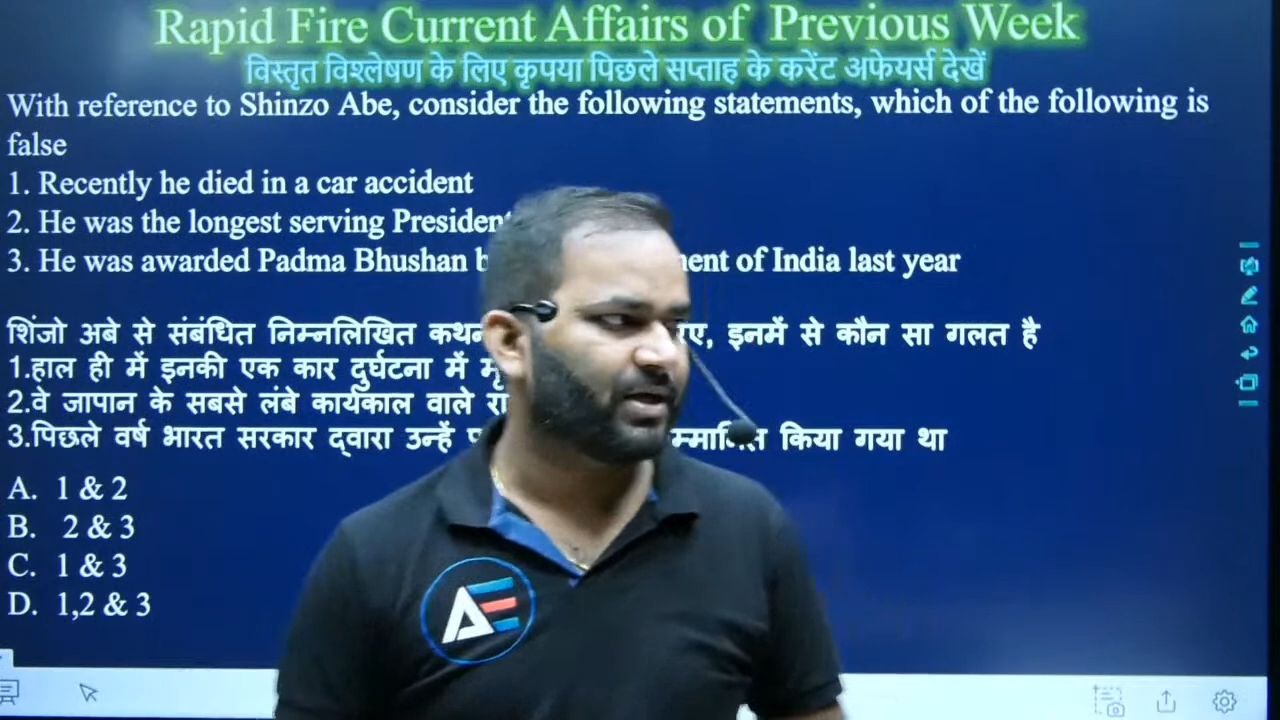 Rapid Fire Current Affairs of Previous Week
विस्तृत विश्लेषण के लिए कृपया पिछले सप्ताह के करेंट अफेयर्स देखें
With reference to Shinzo Abe, consider the following statements, which of the following is
false
1. Recently he died in a car accident
2. He was the longest serving President
3. He was awarded Padma Bhushan of India last year
शिंजो अबे से संबंधित निम्नलिखित इनमें से कौन सा गलत है
1.हाल ही में इनकी एक कार दुर्घटना में
2.वे जापान के सबसे लंबे कार्यकाल वाले
3.पिछले वर्ष भारत सरकार द्वारा उन्हें किया गया था
A. 1 & 2
B. 2 & 3
C. 1 & 3
D. 1,2 & 3
AE